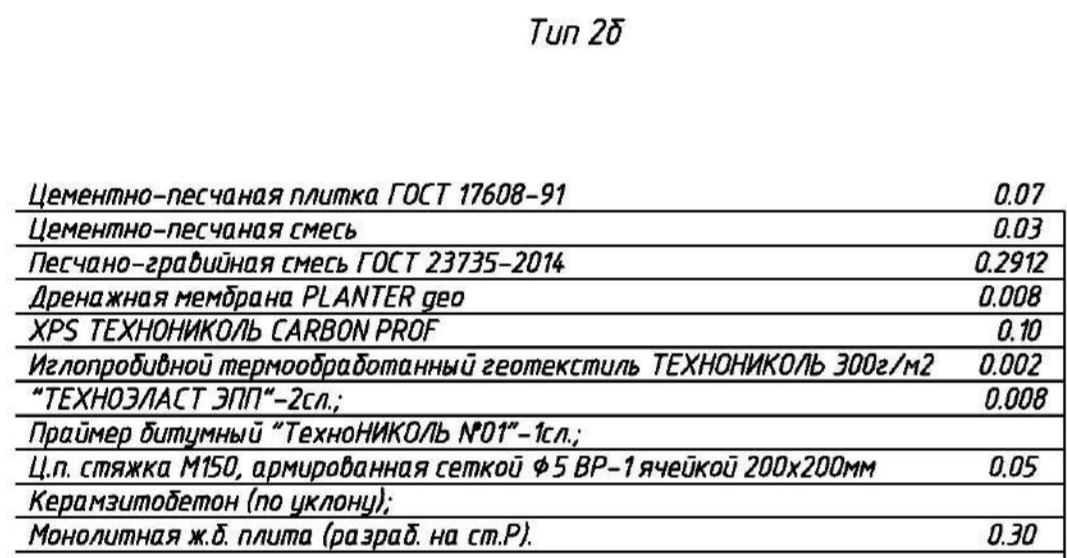 Тип 2б
Цементно-песчаная плитка ГОСТ 17608-91 0.07
Цементно-песчаная смесь 0.03
Песчано-гравийная смесь ГОСТ 23735-2014 0.2912
Дренажная мембрана PLANTER geo 0.008
XPS ТЕХНОНИКОЛЬ CARBON PROF 0.10
Иглопробивной термообработанный геотекстиль ТЕХНОНИКОЛЬ 300г/м2 0.002
"ТЕХНОЭЛАСТ ЭПП"-2сл.; 0.008
Праймер битумный "ТехноНИКОЛЬ №01"-1сл.;
Ц.п. стяжка М150, армированная сеткой Ф5 ВР-1 ячейкой 200х200мм 0.05
Керамзитобетон (по уклону);
Монолитная ж.б. плита (разраб. на ст.Р). 0.30